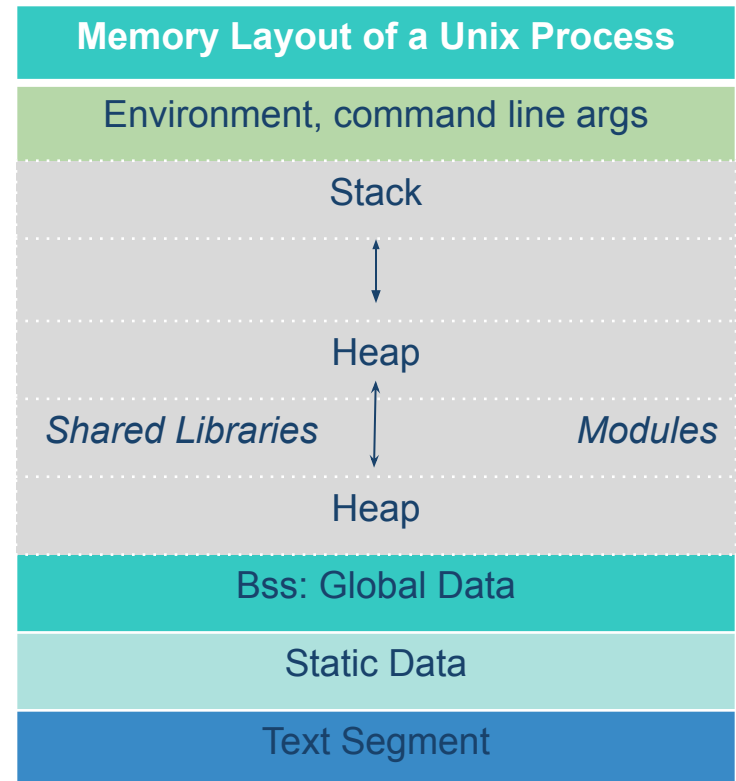 Memory Layout of a Unix Process
Environment, command line args
Stack
Heap
Shared Libraries Modules
Heap
Bss: Global Data
Static Data
Text Segment